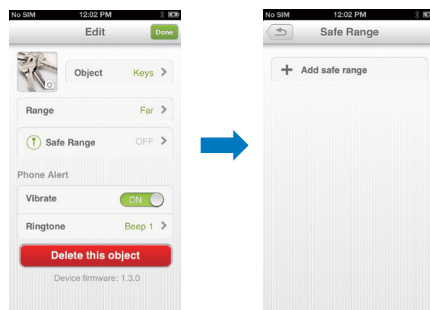 No SIM 12:02 PM
Edit Done
Object Keys
Range Far
Safe Range OFF
Phone Alert
Vibrate ON
Ringtone Beep 1
Delete this object
Device firmware: 1.3.0
No SIM 12:02 PM
Safe Range
+ Add safe range